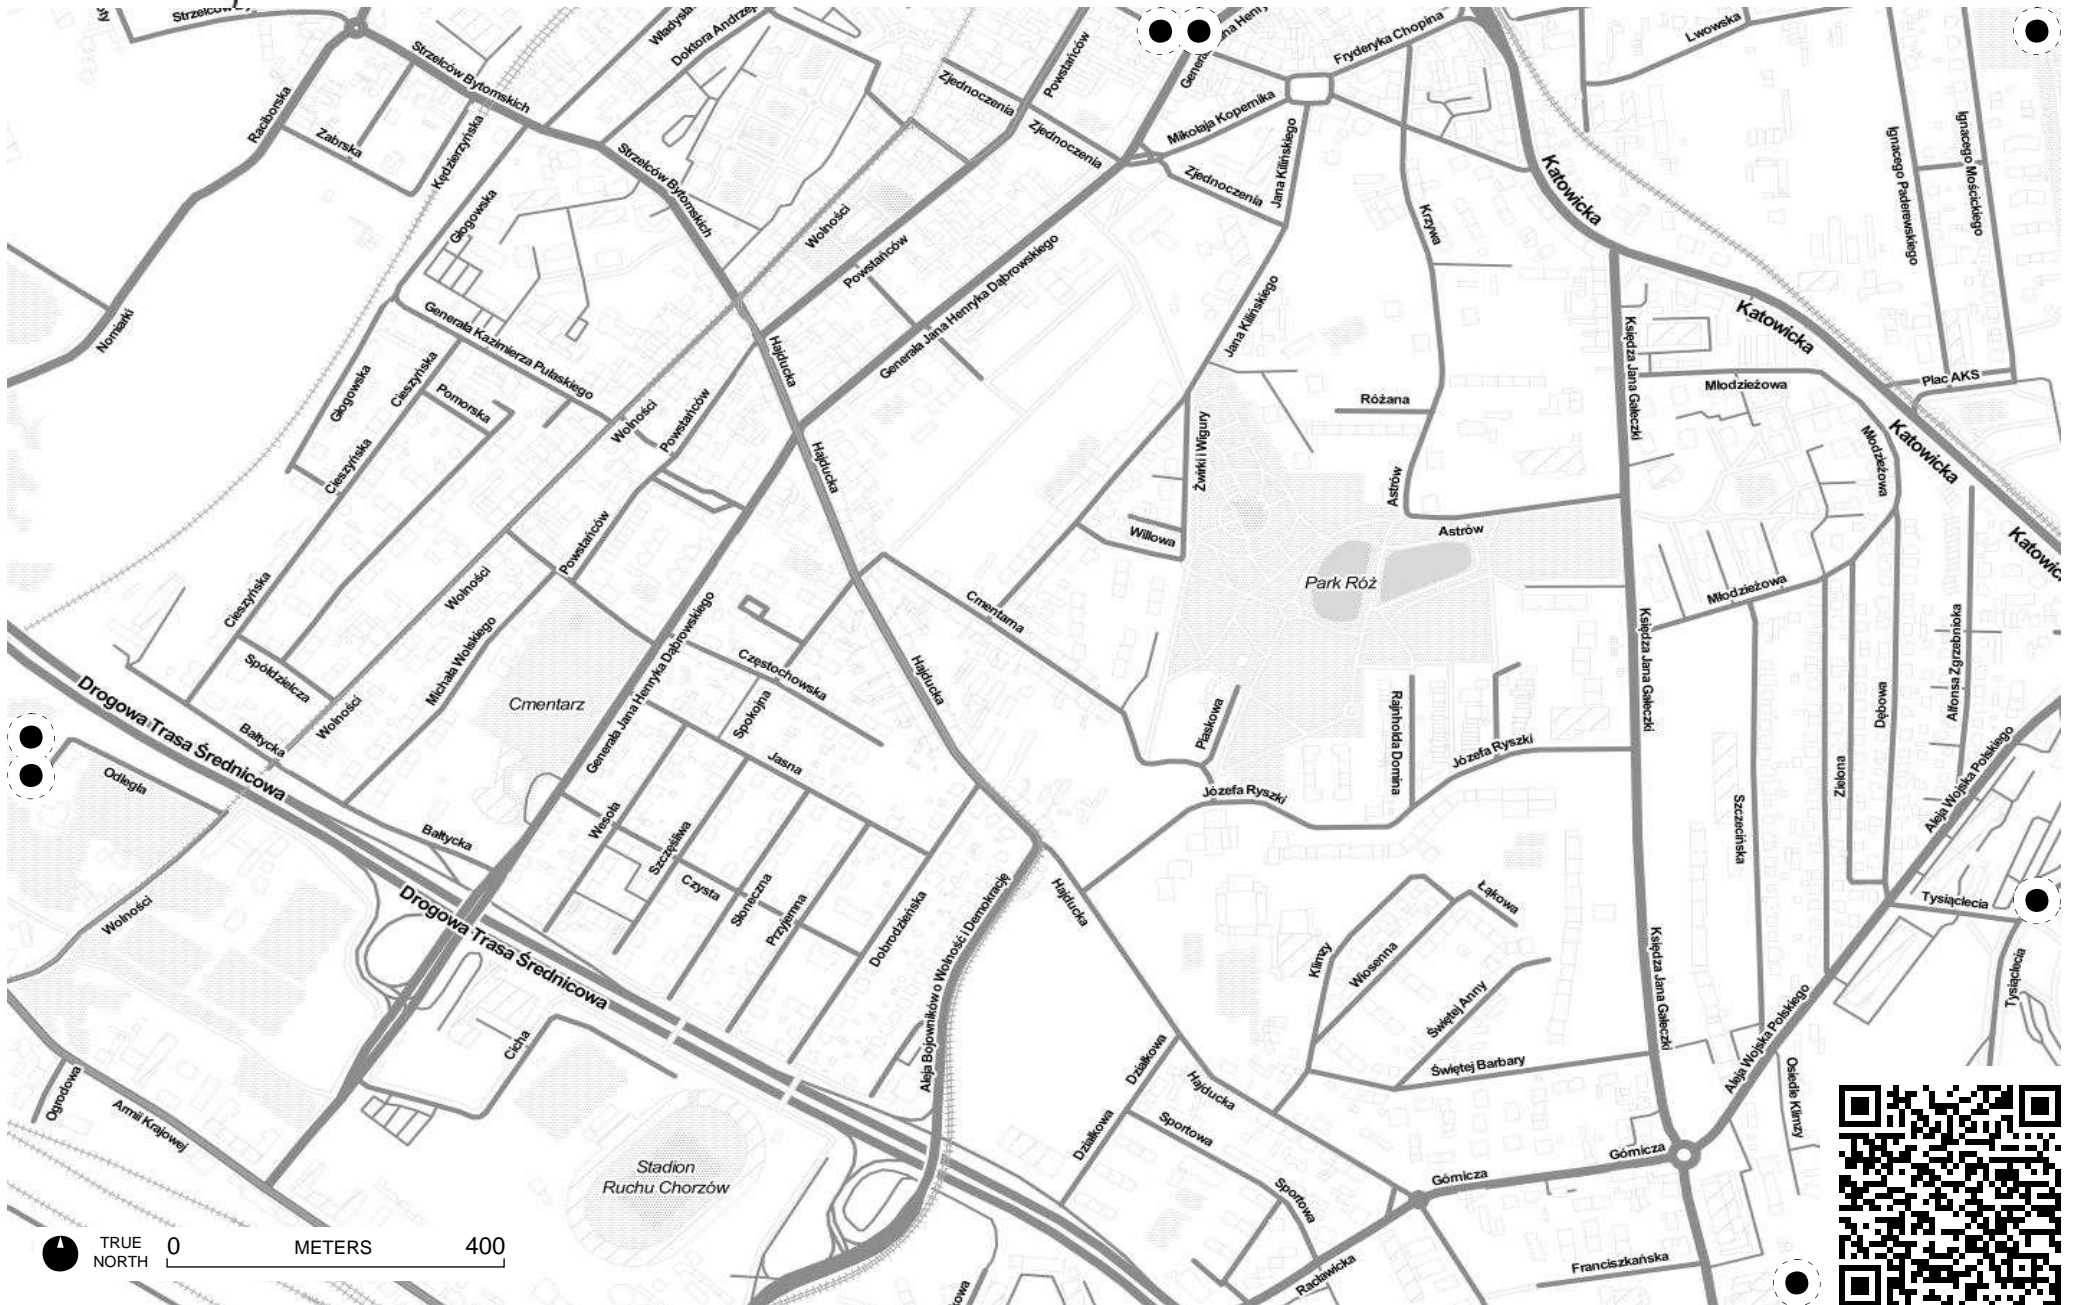 Strzelców Bytomskich
Raciborska
Zabrska
Kędzierzyńska
Głogowska
Nomiarki
Doktora
Strzelców Bytomskich
Zjednoczenia
Powstańców
Zjednoczenia
Mikołaja Kopernika
Fryderyka Chopina
Lwowska
Zjednoczenia
Jana Kilińskiego
Katowicka
Ignacego Paderewskiego
Ignacego Mościckiego
Krzywa
Wolności
Powstańców
Generała Jana Henryka Dąbrowskiego
Jana Kilińskiego
Katowicka
Generała Kazimierza Pułaskiego
Hajducka
Księdza Jana Gałeczki
Młodzieżowa
Plac AKS
Głogowska
Cieszyńska
Pomorska
Wolności
Powstańców
Różana
Żwirki i Wigury
Katowicka
Młodzieżowa
Cieszyńska
Hajducka
Astrów
Astrów
Willowa
Powstańców
Katowicka
Park Róż
Cieszyńska
Wolności
Młodzieżowa
Cmentarna
Michała Wolskiego
Generała Jana Henryka Dąbrowskiego
Księdza Jana Gałeczki
Alfonsa Zgrzebnioka
Spółdzielcza
Częstochowska
Hajducka
Drogowa Trasa Średnicowa
Cmentarz
Wolności
Spokojna
Piaskowa
Rajnholda Domina
Dębowa
Bałtycka
Jasna
Józefa Ryszki
Zielona
Aleja Wojska Polskiego
Odległa
Józefa Ryszki
Wesoła
Szczęśliwa
Bałtycka
Szczecińska
Czysta
Słoneczna
Przyjemna
Dobrodzieńska
Aleja Bojowników o Wolność i Demokrację
Hajducka
Łąkowa
Tysiąclecia
Wolności
Drogowa Trasa Średnicowa
Klimzy
Wiosenna
Księdza Jana Gałeczki
Tysiąclecia
Świętej Anny
Cicha
Aleja Wojska Polskiego
Działkowa
Świętej Barbary
Osiedle Klimzy
Hajducka
Ogrodowa
Armii Krajowej
Działkowa
Sportowa
Górnicza
Górnicza
Stadion
Ruchu Chorzów
Sportowa
Franciszkańska
Racławicka
TRUE
NORTH
0 METERS 400